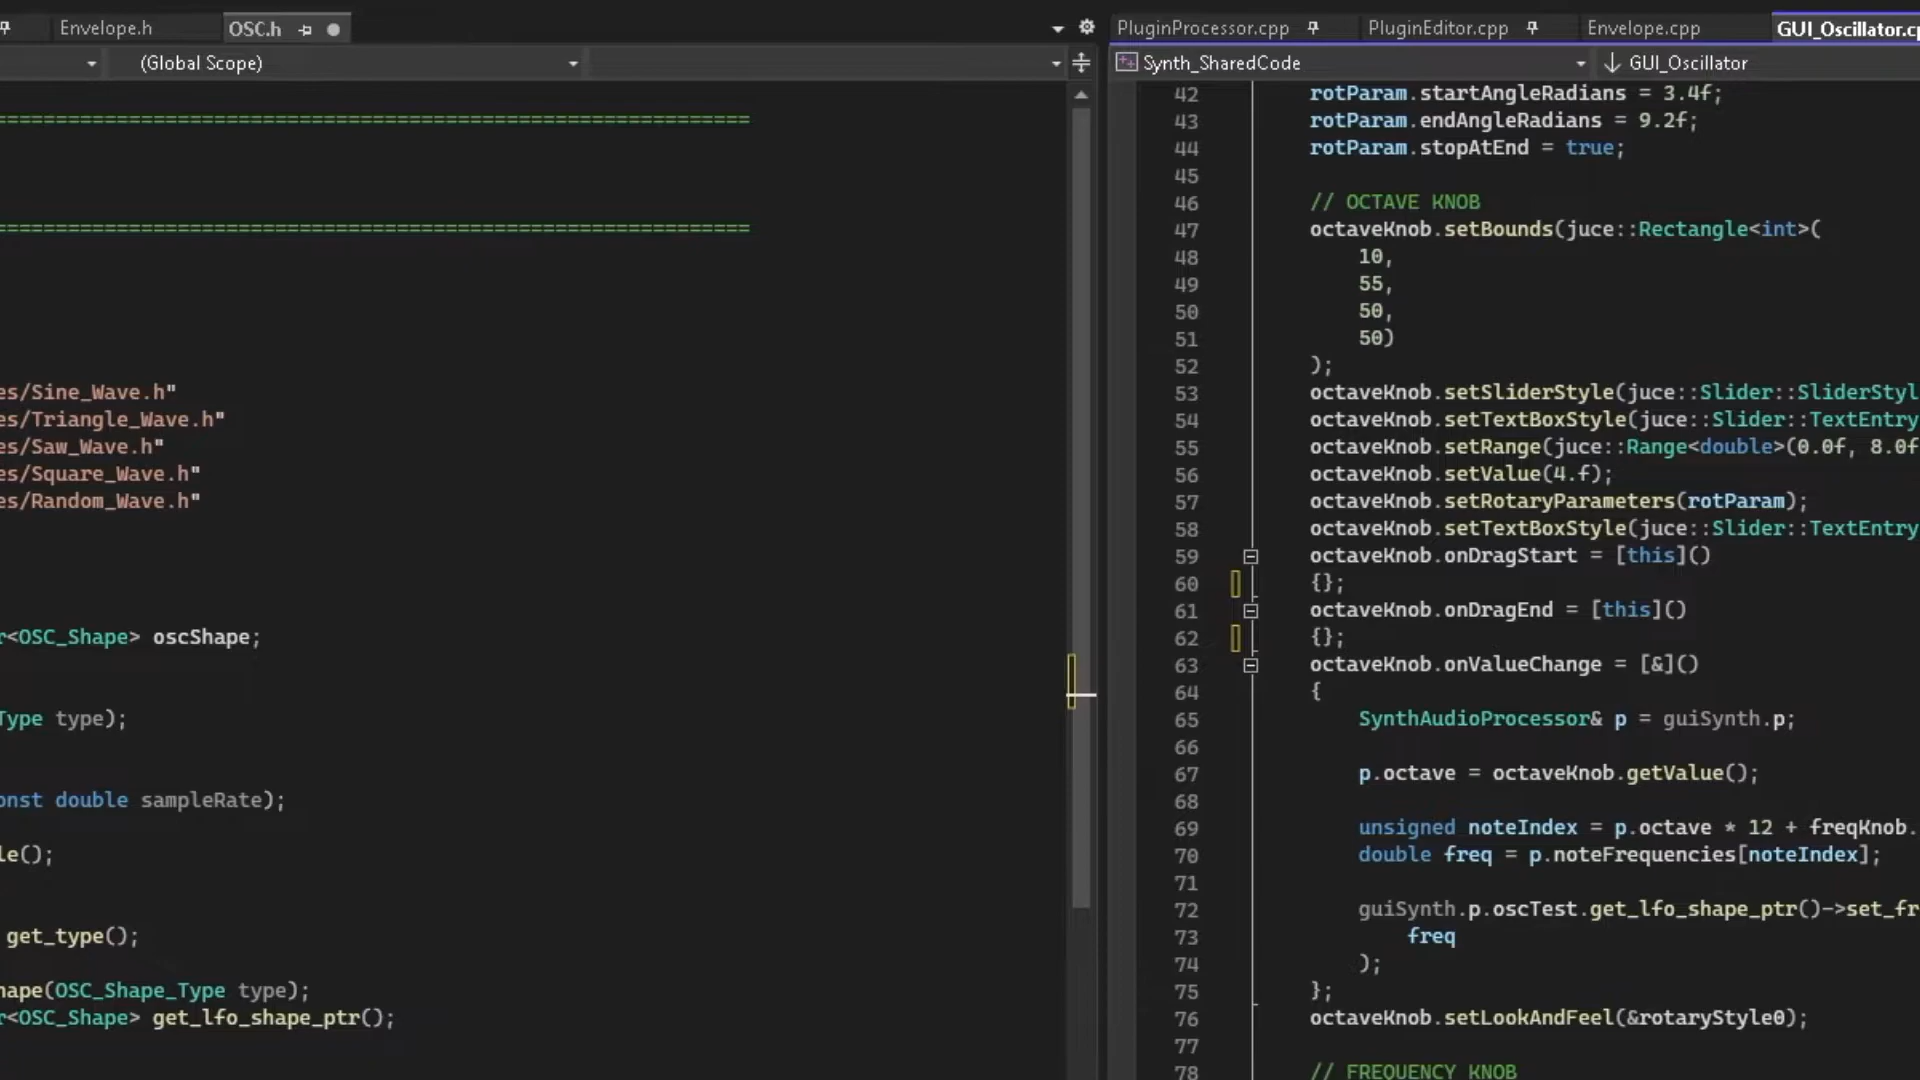 Envelope.h
OSC.h
(Global Scope)
================================================================
================================================================
es/Sine_Wave.h"
es/Triangle_Wave.h"
es/Saw_Wave.h"
es/Square_Wave.h"
es/Random_Wave.h"
r<OSC_Shape> oscShape;
Type type);
onst double sampleRate);
le();
get_type();
hape(OSC_Shape_Type type);
r<OSC_Shape> get_lfo_shape_ptr();
PluginProcessor.cpp
PluginEditor.cpp
Envelope.cpp
GUI_Oscillator.cp
Synth_SharedCode
GUI_Oscillator
42 rotParam.startAngleRadians = 3.4f;
43 rotParam.endAngleRadians = 9.2f;
44 rotParam.stopAtEnd = true;
45
46 // OCTAVE KNOB
47 octaveKnob.setBounds(juce::Rectangle<int>(
48 10,
49 55,
50 50,
51 50)
52 );
53 octaveKnob.setSliderStyle(juce::Slider::SliderStyl
54 octaveKnob.setTextBoxStyle(juce::Slider::TextEntry
55 octaveKnob.setRange(juce::Range<double>(0.0f, 8.0f
56 octaveKnob.setValue(4.f);
57 octaveKnob.setRotaryParameters(rotParam);
58 octaveKnob.setTextBoxStyle(juce::Slider::TextEntry
59 octaveKnob.onDragStart = [this]()
60 {};
61 octaveKnob.onDragEnd = [this]()
62 {};
63 octaveKnob.onValueChange = [&]()
64 {
65 SynthAudioProcessor& p = guiSynth.p;
66
67 p.octave = octaveKnob.getValue();
68
69 unsigned noteIndex = p.octave * 12 + freqKnob.
70 double freq = p.noteFrequencies[noteIndex];
71
72 guiSynth.p.oscTest.get_lfo_shape_ptr()->set_fr
73 freq
74 );
75 };
76 octaveKnob.setLookAndFeel(&rotaryStyle0);
77
78 // FREQUENCY KNOB